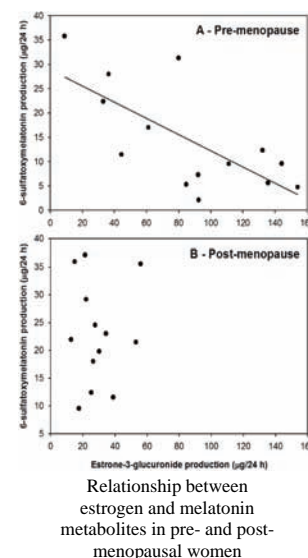 A - Pre-menopause
6-sulfatoxymelatonin production (µg/24 h)
40
35
30
25
20
15
10
5
0
0 20 40 60 80 100 120 140 160
B - Post-menopause
6-sulfatoxymelatonin production (µg/24 h)
40
35
30
25
20
15
10
5
0 20 40 60 80 100 120 140 160
Estrone-3-glucuronide production (µg/24 h)
Relationship between
estrogen and melatonin
metabolites in pre- and post-
menopausal women